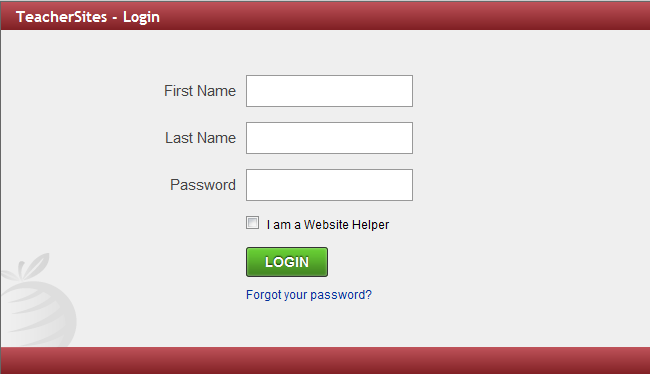 TeacherSites - Login
First Name
Last Name
Password
I am a Website Helper
LOGIN
Forgot your password?